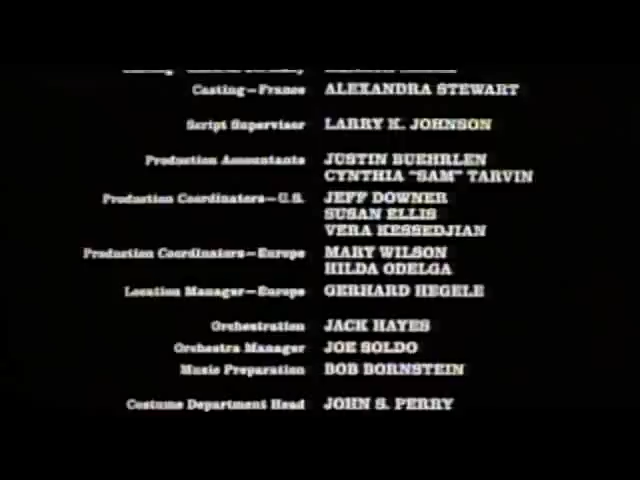 Casting—France ALEXANDRA STEWART
Script Supervisor LARRY K. JOHNSON
Production Accountants JUSTIN BUEHRLEN
CYNTHIA "SAM" TARVIN
Production Coordinators—U.S. JEFF DOWNER
SUSAN ELLIS
VERA KESSEDJIAN
Production Coordinators—Europe MARY WILSON
HILDA ODELGA
Location Manager—Europe GERHARD HEGELE
Orchestration JACK HAYES
Orchestra Manager JOE SOLDO
Music Preparation BOB BORNSTEIN
Costume Department Head JOHN S. PERRY